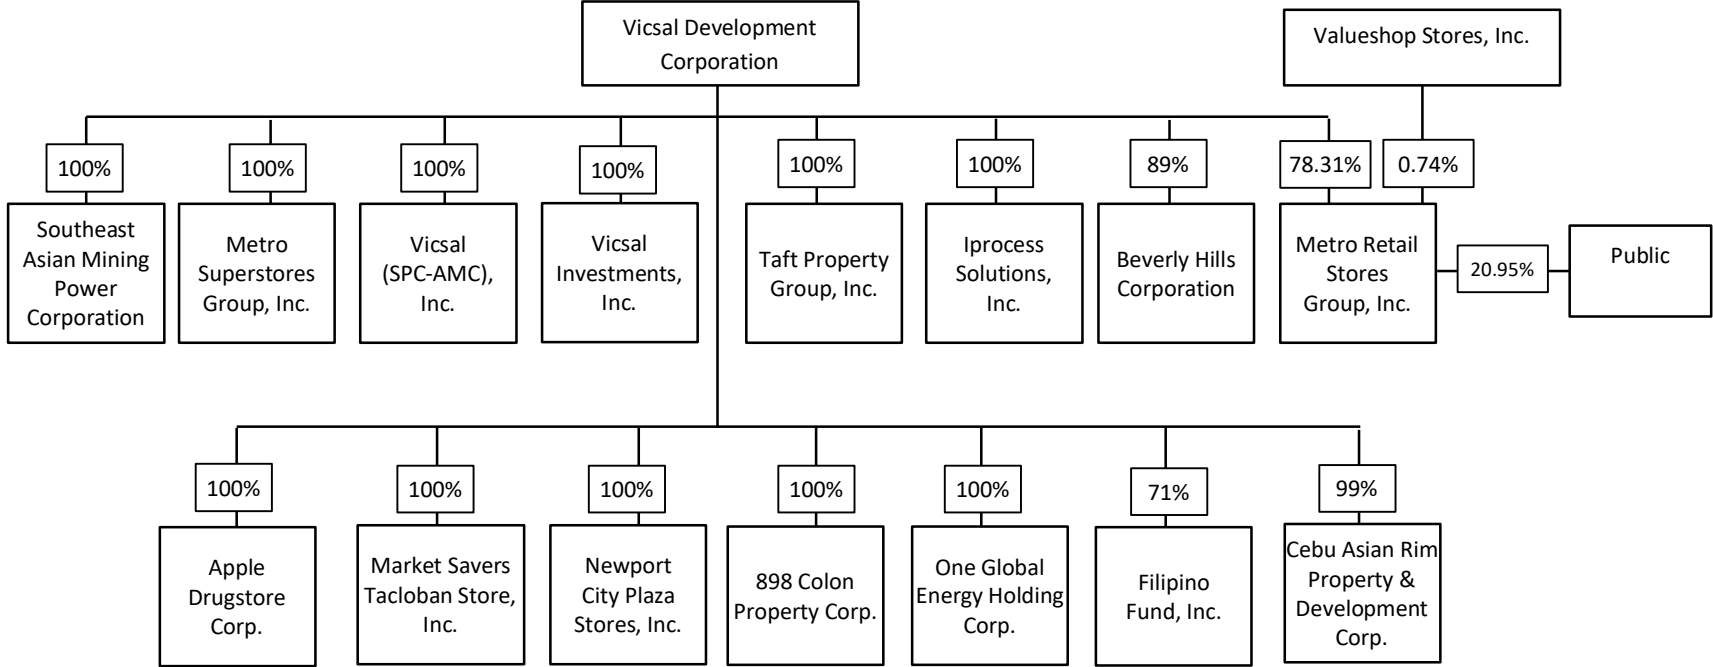 Vicsal Development
Corporation
Valueshop Stores, Inc.
100%
100%
100%
100%
100%
100%
89%
78.31%
0.74%
Southeast
Asian Mining
Power
Corporation
Metro
Superstores
Group, Inc.
Vicsal
(SPC-AMC),
Inc.
Vicsal
Investments,
Inc.
Taft Property
Group, Inc.
Iprocess
Solutions,
Inc.
Beverly Hills
Corporation
Metro Retail
Stores
Group, Inc.
20.95%
Public
100%
100%
100%
100%
100%
71%
99%
Apple
Drugstore
Corp.
Market Savers
Tacloban Store,
Inc.
Newport
City Plaza
Stores, Inc.
898 Colon
Property Corp.
One Global
Energy Holding
Corp.
Filipino
Fund, Inc.
Cebu Asian Rim
Property &
Development
Corp.